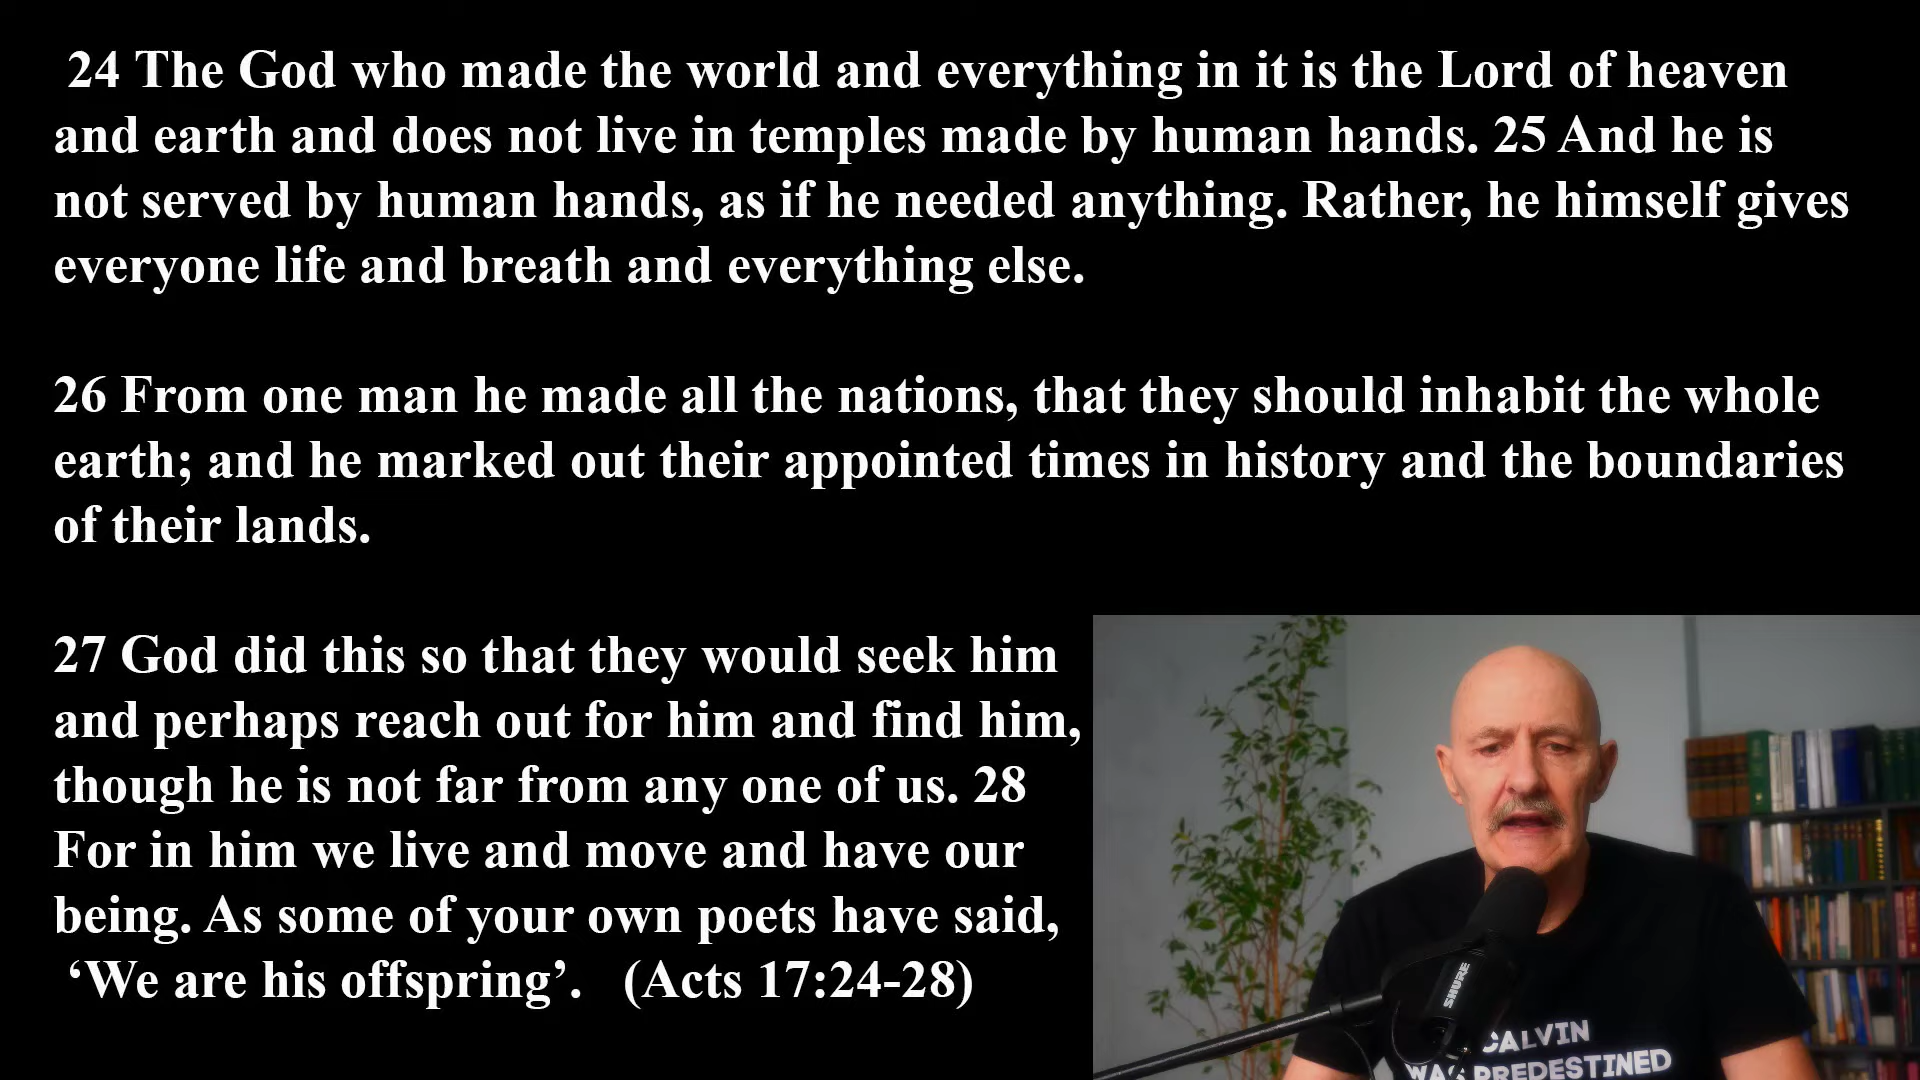 24 The God who made the world and everything in it is the Lord of heaven
and earth and does not live in temples made by human hands. 25 And he is
not served by human hands, as if he needed anything. Rather, he himself gives
everyone life and breath and everything else.
26 From one man he made all the nations, that they should inhabit the whole
earth; and he marked out their appointed times in history and the boundaries
of their lands.
27 God did this so that they would seek him
and perhaps reach out for him and find him,
though he is not far from any one of us. 28
For in him we live and move and have our
being. As some of your own poets have said,
‘We are his offspring’. (Acts 17:24-28)
SHURE
CALVIN
WAS PREDESTINED